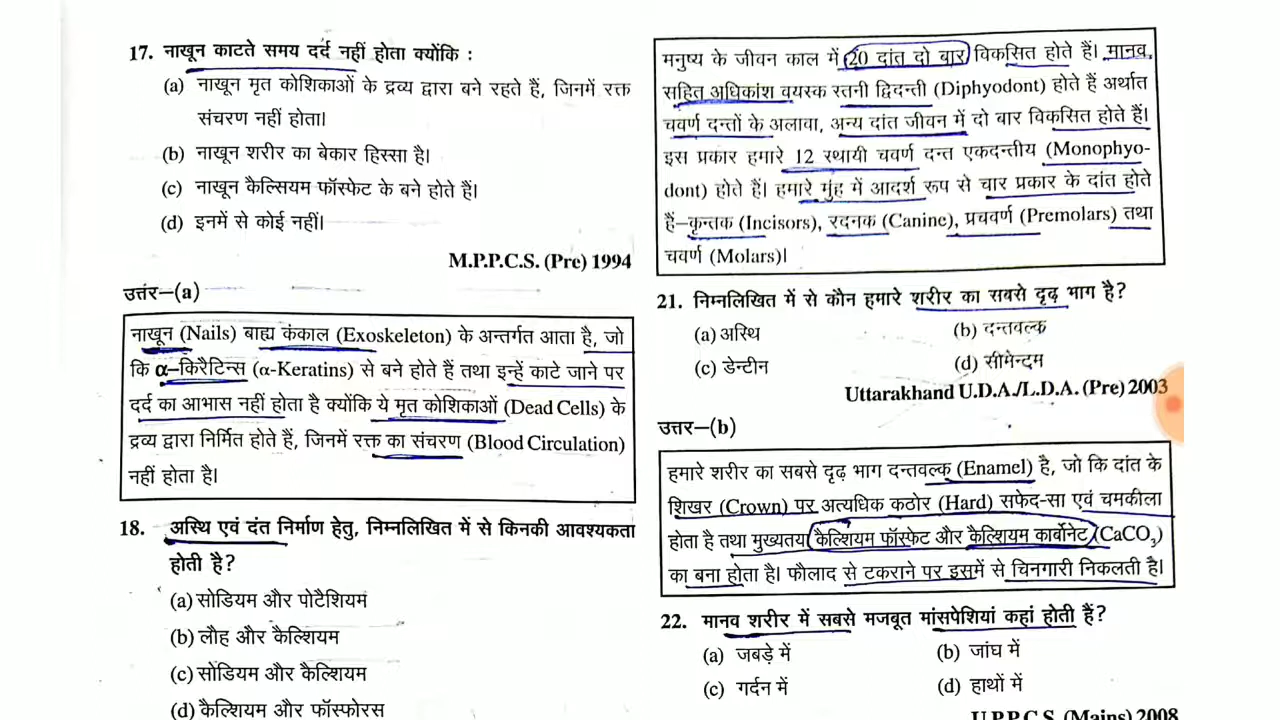 17. नाखून काटते समय दर्द नहीं होता क्योंकि :
(a) नाखून मृत कोशिकाओं के द्रव्य द्वारा बने रहते हैं, जिनमें रक्त
संचरण नहीं होता।
(b) नाखून शरीर का बेकार हिस्सा है।
(c) नाखून कैल्सियम फॉस्फेट के बने होते हैं।
(d) इनमें से कोई नहीं।
M.P.P.C.S. (Pre) 1994
उत्तर–(a)
नाखून (Nails) बाह्य कंकाल (Exoskeleton) के अन्तर्गत आता है, जो
कि α-किरैटिन्स (α-Keratins) से बने होते हैं तथा इन्हें काटे जाने पर
दर्द का आभास नहीं होता है क्योंकि ये मृत कोशिकाओं (Dead Cells) के
द्रव्य द्वारा निर्मित होते हैं, जिनमें रक्त का संचरण (Blood Circulation)
नहीं होता है।
18. अस्थि एवं दंत निर्माण हेतु, निम्नलिखित में से किनकी आवश्यकता
होती है?
(a) सोडियम और पोटैशियम
(b) लौह और कैल्शियम
(c) सोडियम और कैल्शियम
(d) कैल्शियम और फॉस्फोरस
मनुष्य के जीवन काल में 20 दांत दो बार विकसित होते हैं। मानव
सहित अधिकांश वयस्क स्तनी द्विदन्ती (Diphyodont) होते हैं अर्थात
चवर्ण दन्तों के अलावा, अन्य दांत जीवन में दो बार विकसित होते हैं।
इस प्रकार हमारे 12 स्थायी चवर्ण दन्त एकदन्तीय (Monophyo-
dont) होते हैं। हमारे मुंह में आदर्श रूप से चार प्रकार के दांत होते
हैं–कृन्तक (Incisors), रदनक (Canine), प्रचवर्ण (Premolars) तथा
चवर्ण (Molars)।
21. निम्नलिखित में से कौन हमारे शरीर का सबसे दृढ़ भाग है?
(a) अस्थि (b) दन्तवल्क
(c) डेन्टीन (d) सीमेन्टम
Uttarakhand U.D.A./L.D.A. (Pre) 2003
उत्तर–(b)
हमारे शरीर का सबसे दृढ़ भाग दन्तवल्क (Enamel) है, जो कि दांत के
शिखर (Crown) पर अत्यधिक कठोर (Hard) सफेद-सा एवं चमकीला
होता है तथा मुख्यतया कैल्शियम फॉस्फेट और कैल्शियम कार्बोनेट (CaCO₃)
का बना होता है। फौलाद से टकराने पर इसमें से चिनगारी निकलती है।
22. मानव शरीर में सबसे मजबूत मांसपेशियां कहां होती हैं?
(a) जबड़े में (b) जांघ में
(c) गर्दन में (d) हाथों में
U.P.P.C.S. (Mains) 2008